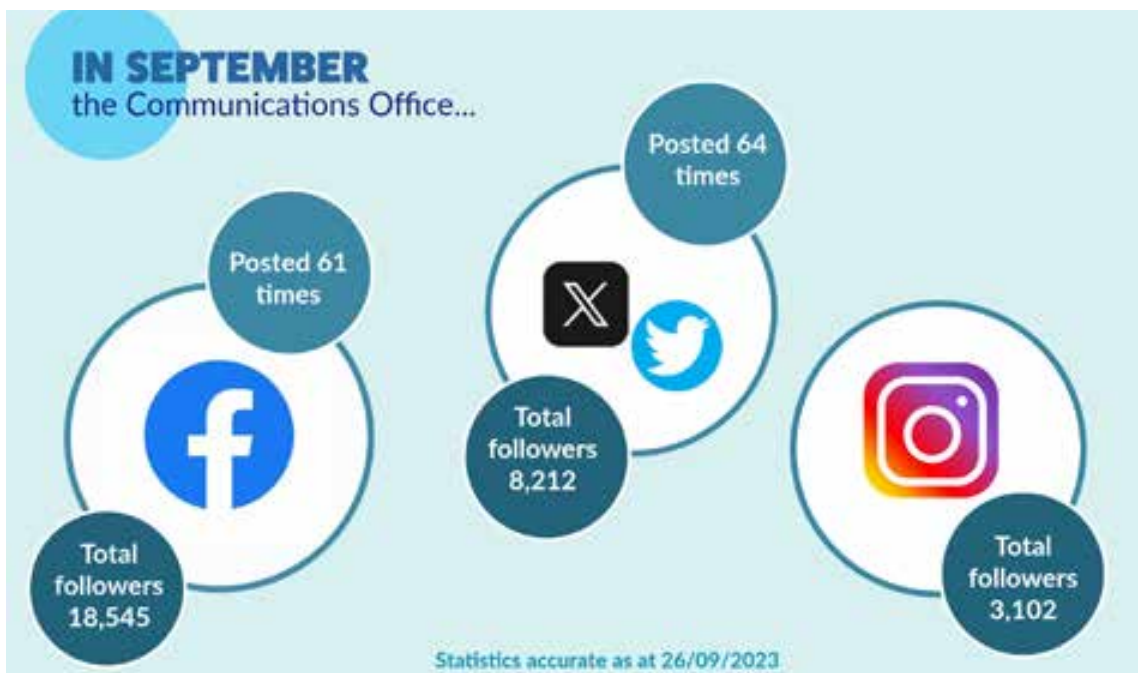 IN SEPTEMBER
the Communications Office...
Posted 61
times
Total
followers
18,545
Posted 64
times
Total
followers
8,212
Total
followers
3,102
Statistics accurate as at 26/09/2023